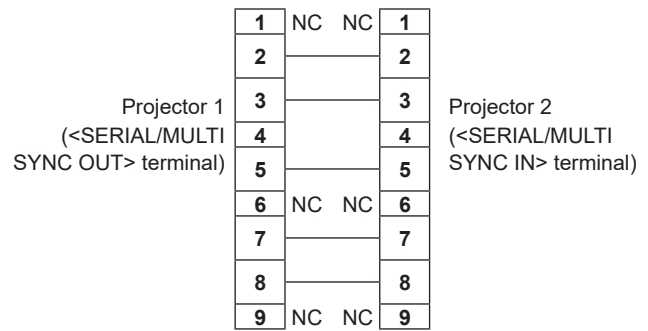 1 NC NC 1
2 2
3 3
Projector 1
(<SERIAL/MULTI
SYNC OUT> terminal)
Projector 2
(<SERIAL/MULTI
SYNC IN> terminal)
4 4
5 5
6 NC NC 6
7 7
8 8
9 NC NC 9